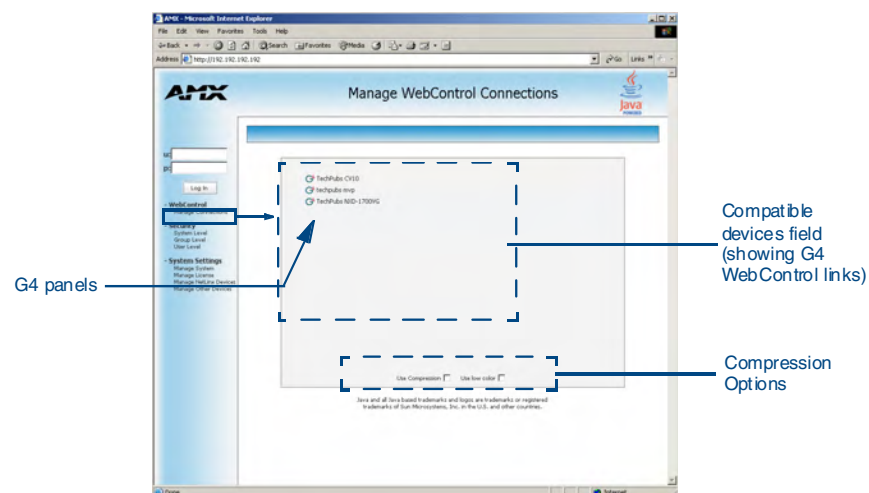 AMX - Microsoft Internet Explorer
File Edit View Favorites Tools Help
Back Search Favorites Media
Address http://192.192.192.192 Go Links »
AMX
Manage WebControl Connections
Java
POWERED
u:
p:
Log In
- WebControl
Manage Connections
- Security
System Level
Group Level
User Level
- System Settings
Manage System
Manage License
Manage NetLinx Devices
Manage Other Devices
TechPubs CV10
techpubs mvp
TechPubs NXD-1700VG
Use Compression Use low color
Java and all Java based trademarks and logos are trademarks or registered
trademarks of Sun Microsystems, Inc. in the U.S. and other countries.
Done Internet
G4 panels
Compatible
devices field
(showing G4
WebControl links)
Compression
Options